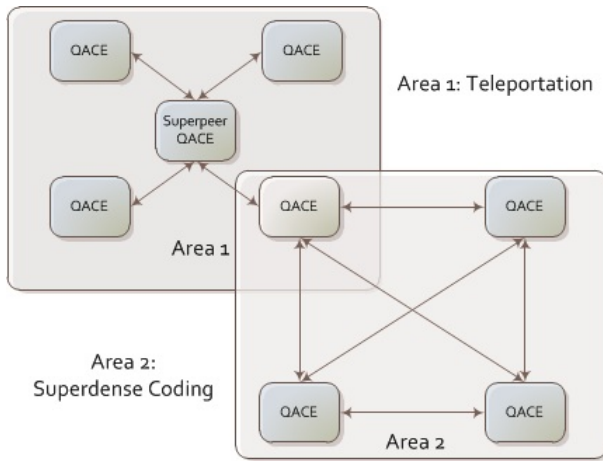 QACE
QACE
Area 1: Teleportation
Superpeer
QACE
QACE
QACE
QACE
Area 1
Area 2:
Superdense Coding
QACE
QACE
Area 2